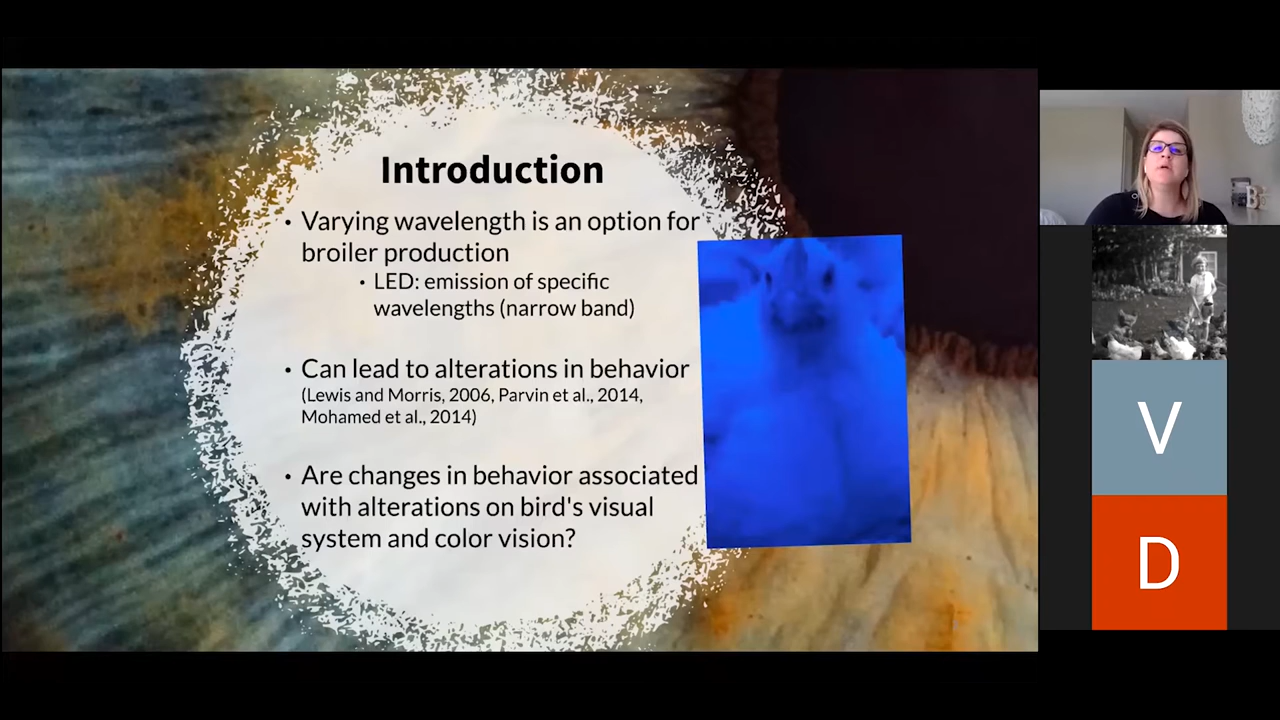 Introduction
• Varying wavelength is an option for
broiler production
• LED: emission of specific
wavelengths (narrow band)
• Can lead to alterations in behavior
(Lewis and Morris, 2006, Parvin et al., 2014,
Mohamed et al., 2014)
• Are changes in behavior associated
with alterations on bird's visual
system and color vision?
V
D